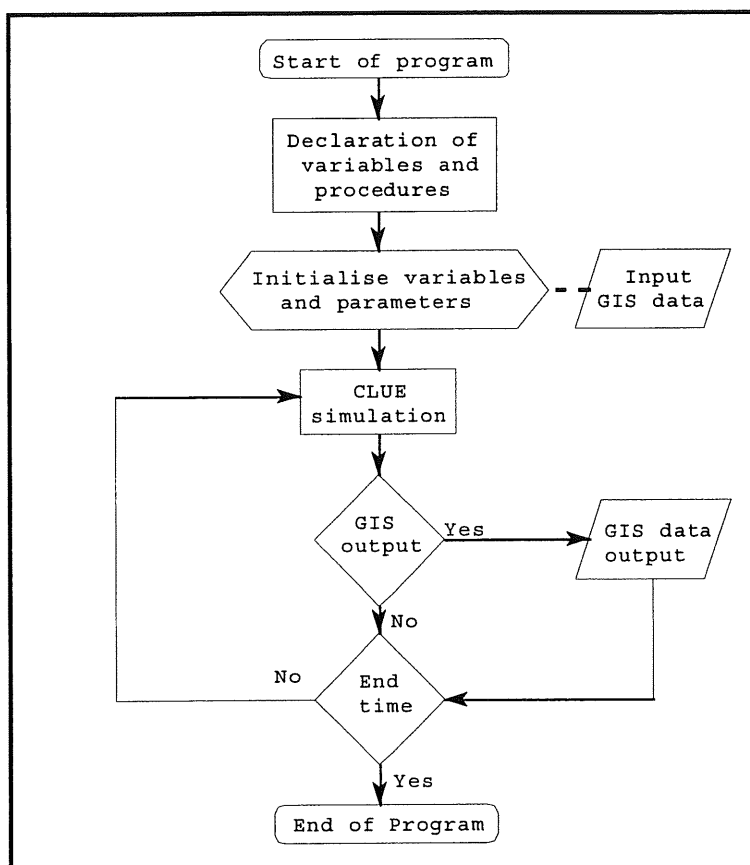 Start of program
Declaration of
variables and
procedures
Initialise variables
and parameters
Input
GIS data
CLUE
simulation
GIS
output
Yes
GIS data
output
No
No
End
time
Yes
End of Program